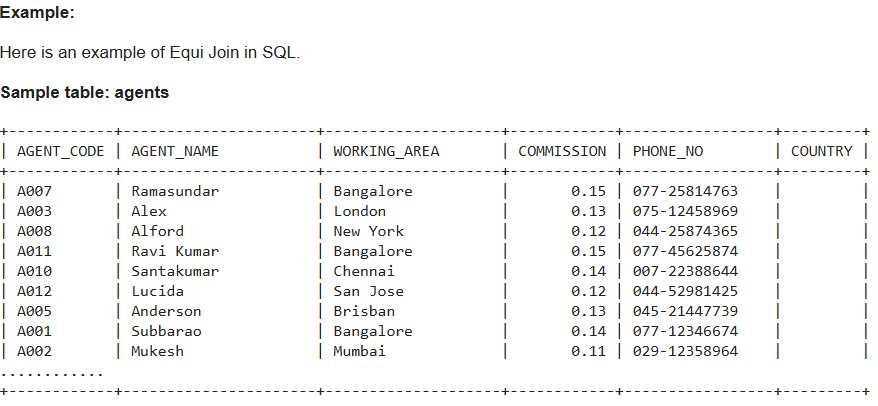 Example:
Here is an example of Equi Join in SQL.
Sample table: agents
+------------+----------------------+--------------------+------------+-----------------+---------+
| AGENT_CODE | AGENT_NAME           | WORKING_AREA       | COMMISSION | PHONE_NO        | COUNTRY |
+------------+----------------------+--------------------+------------+-----------------+---------+
| A007       | Ramasundar           | Bangalore          |       0.15 | 077-25814763    |         |
| A003       | Alex                 | London             |       0.13 | 075-12458969    |         |
| A008       | Alford               | New York           |       0.12 | 044-25874365    |         |
| A011       | Ravi Kumar           | Bangalore          |       0.15 | 077-45625874    |         |
| A010       | Santakumar           | Chennai            |       0.14 | 007-22388644    |         |
| A012       | Lucida               | San Jose           |       0.12 | 044-52981425    |         |
| A005       | Anderson             | Brisban            |       0.13 | 045-21447739    |         |
| A001       | Subbarao             | Bangalore          |       0.14 | 077-12346674    |         |
| A002       | Mukesh               | Mumbai             |       0.11 | 029-12358964    |         |
............
+------------+----------------------+--------------------+------------+-----------------+---------+